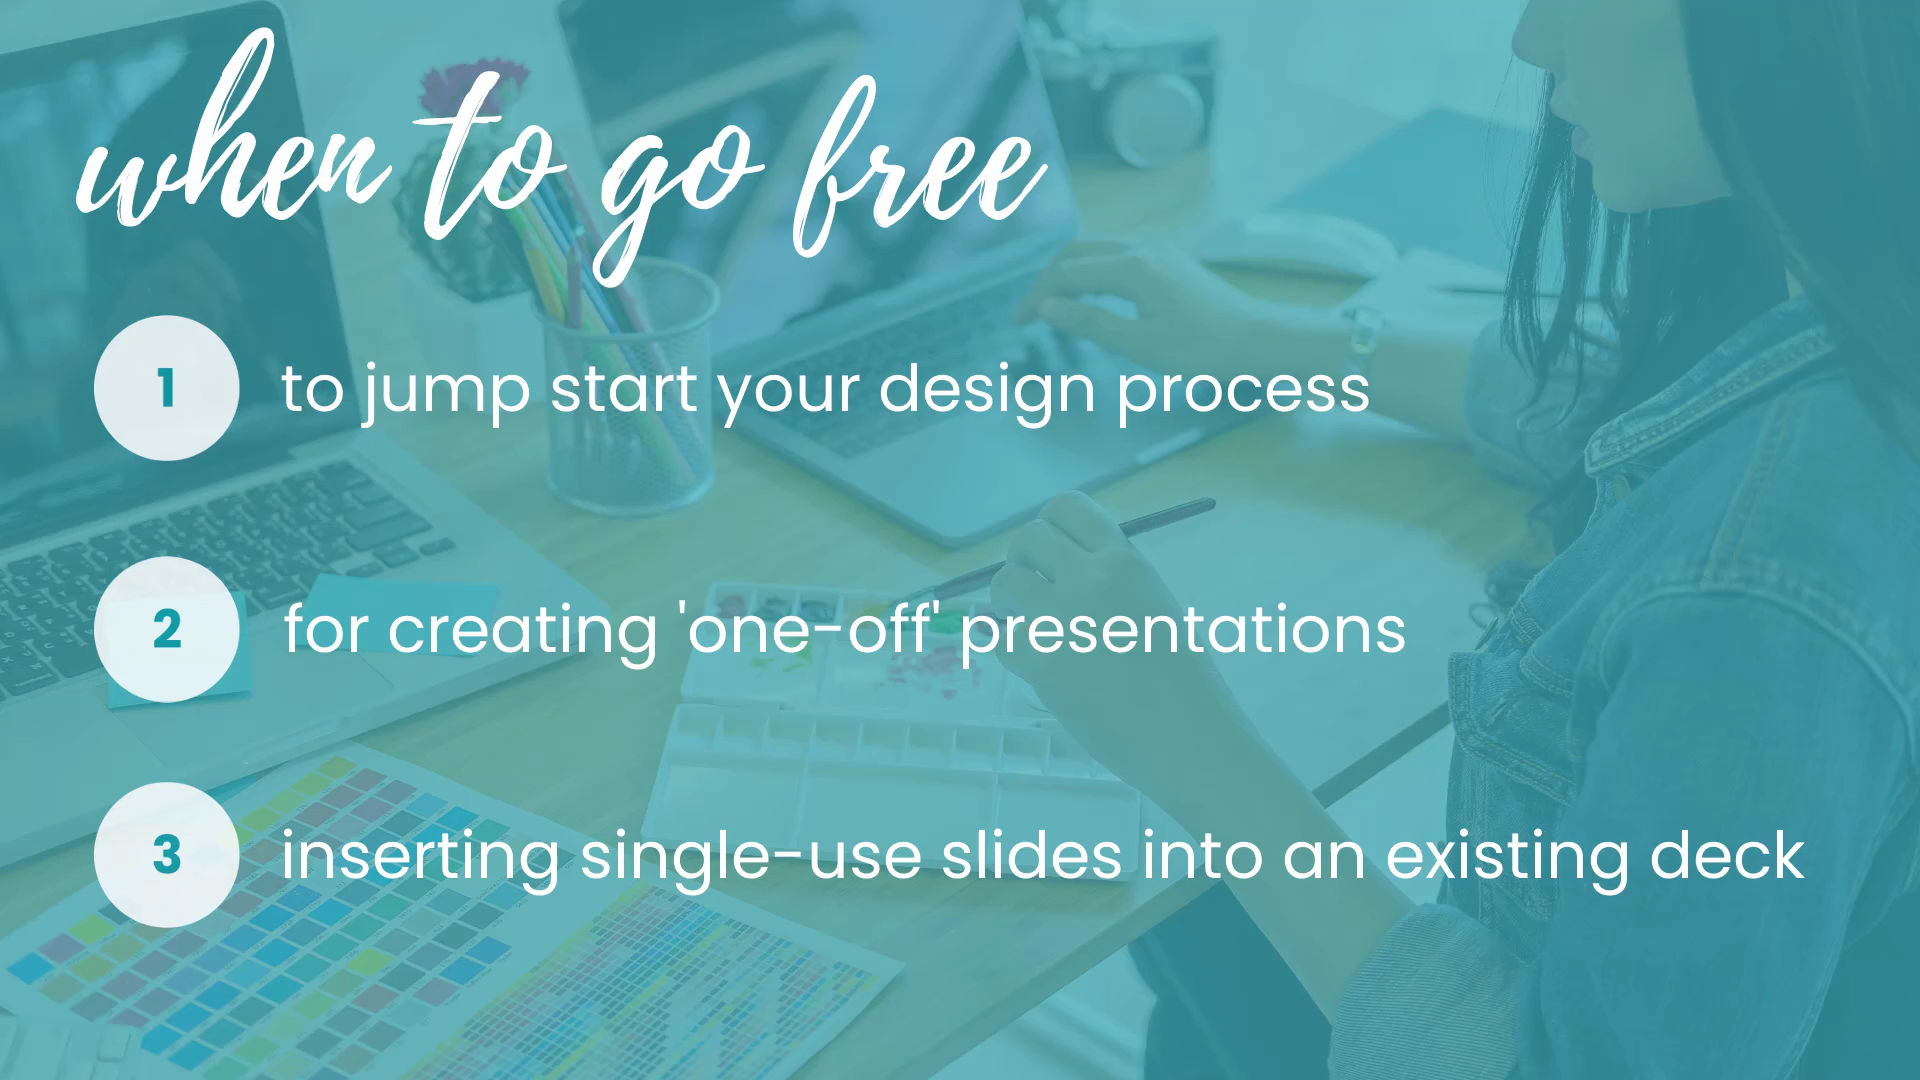 when to go free
1
to jump start your design process
2
for creating 'one-off' presentations
3
inserting single-use slides into an existing deck